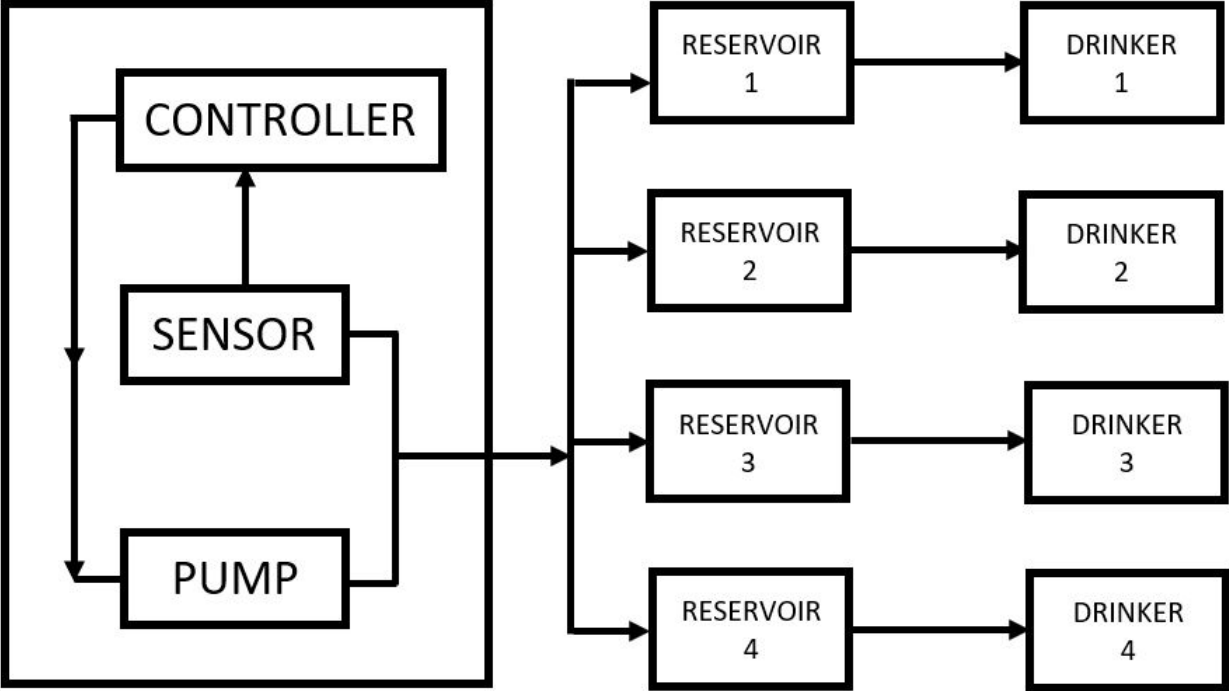 CONTROLLER
SENSOR
PUMP
RESERVOIR
1
DRINKER
1
RESERVOIR
2
DRINKER
2
RESERVOIR
3
DRINKER
3
RESERVOIR
4
DRINKER
4